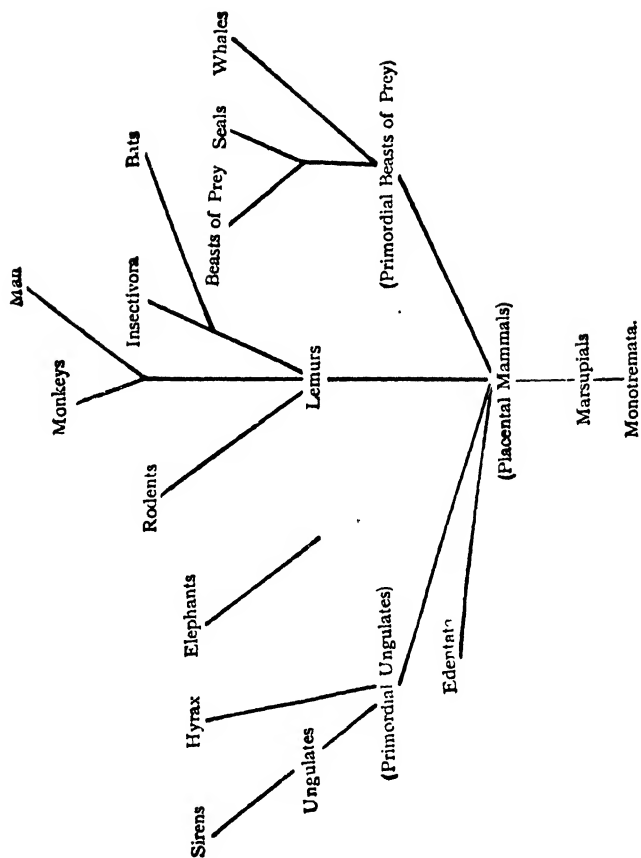 Man
Monkeys
Insectivora
Bats
Rodents
Elephants
Hyrax
Sirens
Beasts of Prey
Seals
Whales
Ungulates
Lemurs
(Primordial Ungulates)
(Primordial Beasts of Prey)
Edentata
(Placental Mammals)
Marsupials
Monotremata.